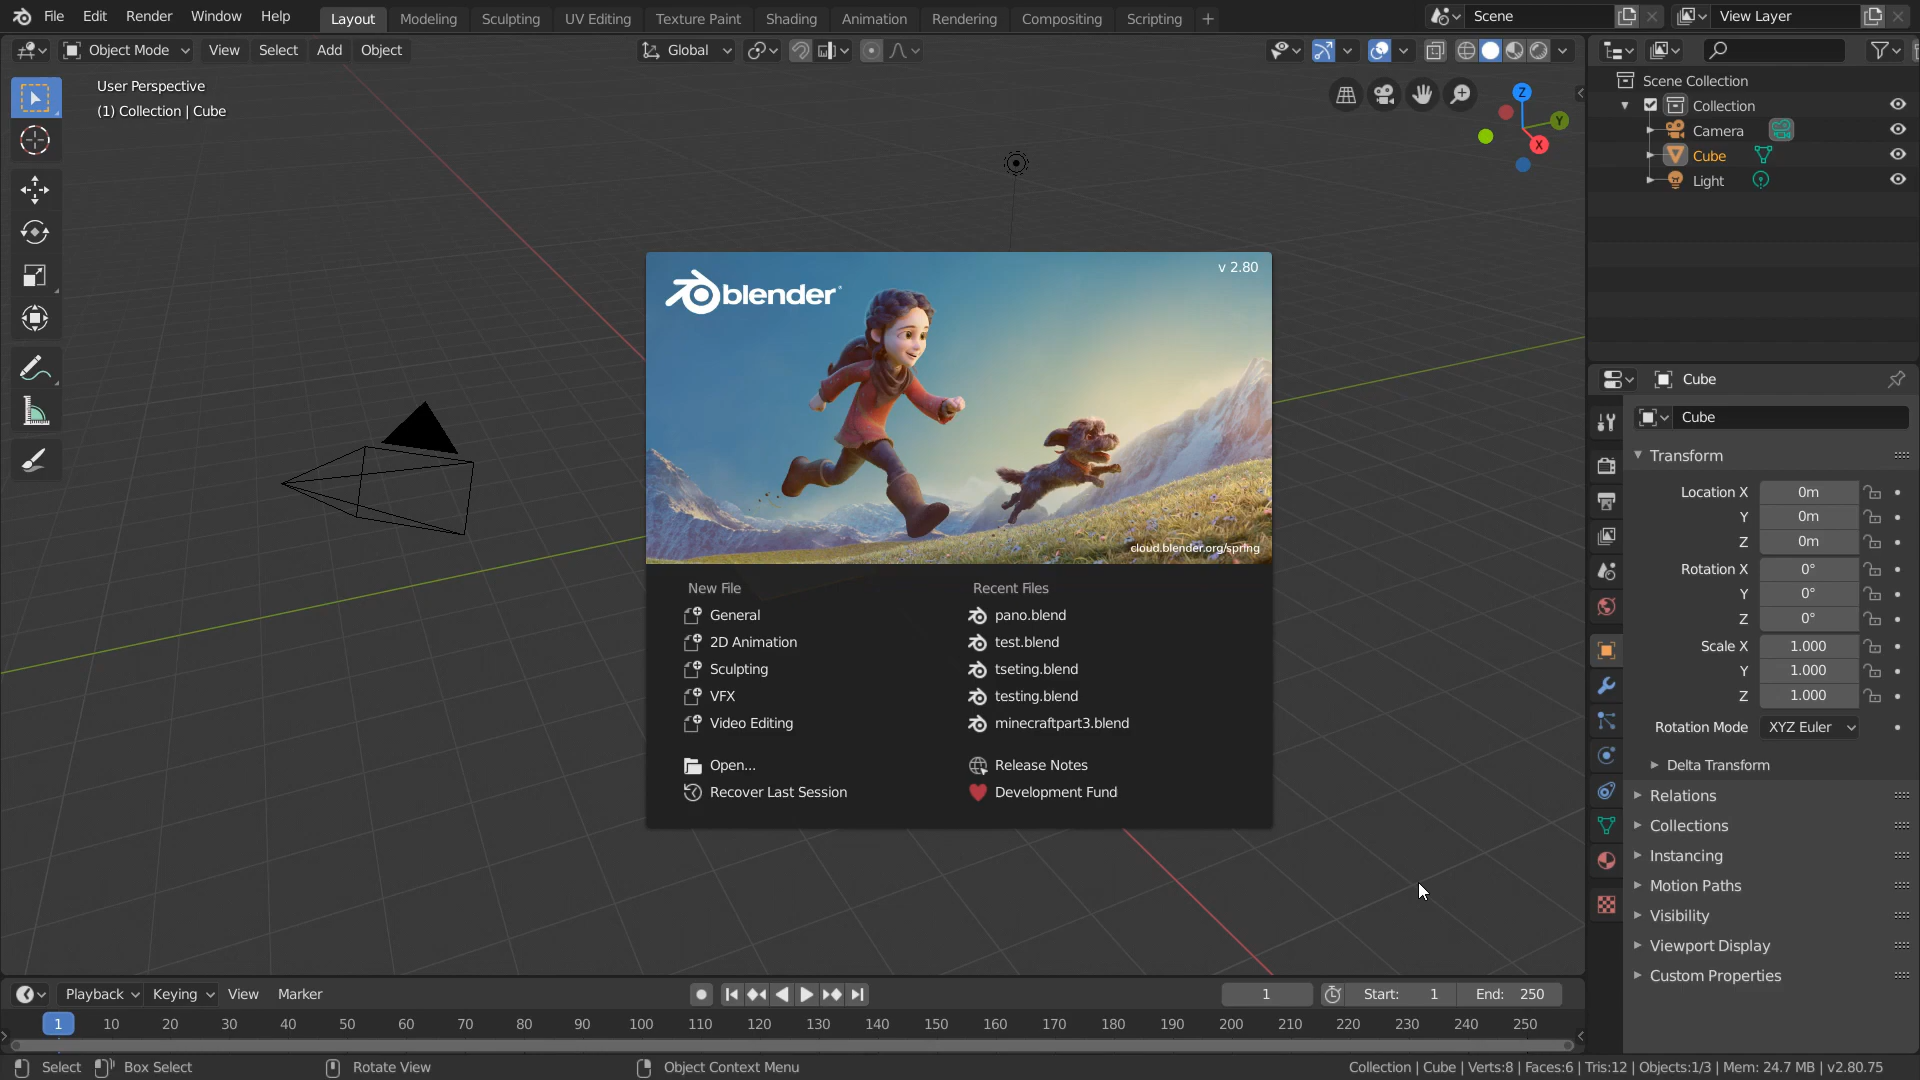 File Edit Render Window Help Layout Modeling Sculpting UV Editing Texture Paint Shading Animation Rendering Compositing Scripting + Scene View Layer
Object Mode View Select Add Object Global
User Perspective
(1) Collection | Cube
Z
Y
X
Scene Collection
Collection
Camera
Cube
Light
blender
v 2.80
cloud.blender.org/spring
New File
General
2D Animation
Sculpting
VFX
Video Editing
Open...
Recover Last Session
Recent Files
pano.blend
test.blend
tseting.blend
testing.blend
minecraftpart3.blend
Release Notes
Development Fund
Cube
Cube
Transform
Location X 0m
Y 0m
Z 0m
Rotation X 0°
Y 0°
Z 0°
Scale X 1.000
Y 1.000
Z 1.000
Rotation Mode XYZ Euler
Delta Transform
Relations
Collections
Instancing
Motion Paths
Visibility
Viewport Display
Custom Properties
Playback Keying View Marker 1 Start: 1 End: 250
1 10 20 30 40 50 60 70 80 90 100 110 120 130 140 150 160 170 180 190 200 210 220 230 240 250
Select Box Select Rotate View Object Context Menu Collection | Cube | Verts:8 | Faces:6 | Tris:12 | Objects:1/3 | Mem: 24.7 MB | v2.80.75